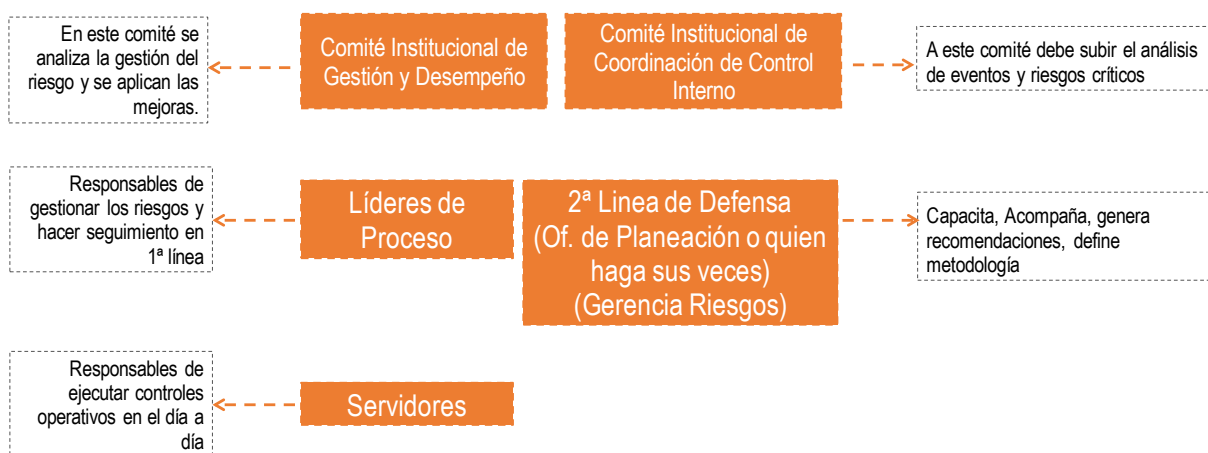 En este comité se
analiza la gestión del
riesgo y se aplican las
mejoras.
Comité Institucional de
Gestión y Desempeño
Comité Institucional de
Coordinación de Control
Interno
A este comité debe subir el análisis
de eventos y riesgos críticos
Responsables de
gestionar los riesgos y
hacer seguimiento en
1ª línea
Líderes de
Proceso
2ª Linea de Defensa
(Of. de Planeación o quien
haga sus veces)
(Gerencia Riesgos)
Capacita, Acompaña, genera
recomendaciones, define
metodología
Responsables de
ejecutar controles
operativos en el día a
día
Servidores